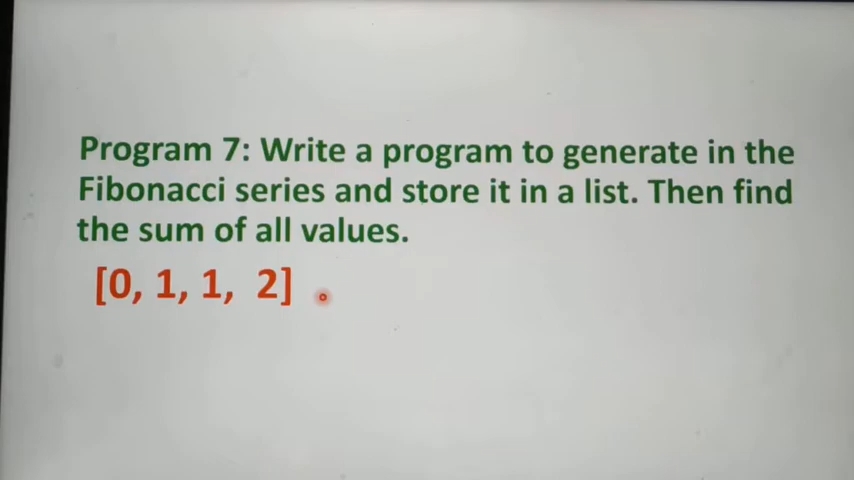 Program 7: Write a program to generate in the
Fibonacci series and store it in a list. Then find
the sum of all values.
[0, 1, 1, 2]